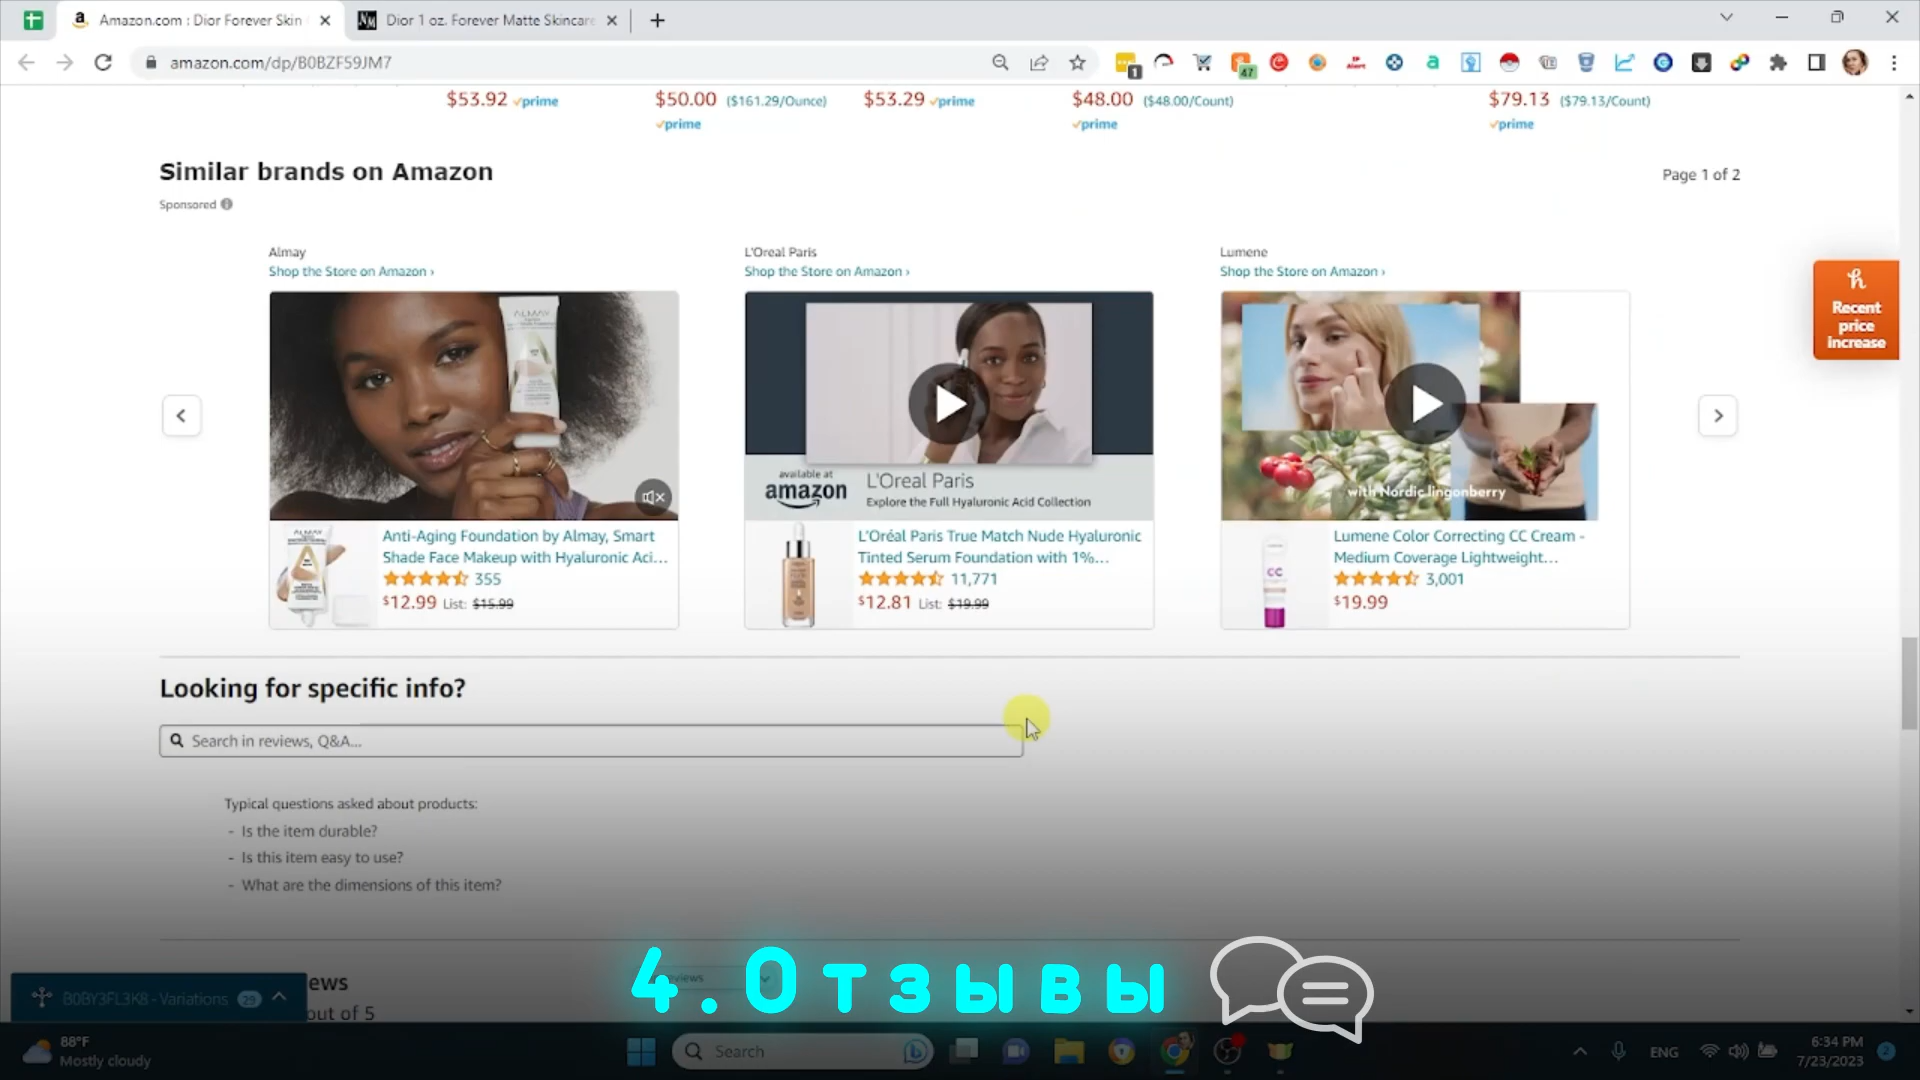 Amazon.com : Dior Forever Skin
Dior 1 oz. Forever Matte Skincare
amazon.com/dp/B0BZF59JM7
1
47
$53.92 prime
$50.00 ($161.29/Ounce)
prime
$53.29 prime
$48.00 ($48.00/Count)
prime
$79.13 ($79.13/Count)
prime
Similar brands on Amazon
Page 1 of 2
Sponsored
Almay
Shop the Store on Amazon ›
L'Oreal Paris
Shop the Store on Amazon ›
Lumene
Shop the Store on Amazon ›
Recent
price
increase
ALMAY
available at
amazon
L'Oreal Paris
Explore the Full Hyaluronic Acid Collection
with Nordic lingonberry
Anti-Aging Foundation by Almay, Smart
Shade Face Makeup with Hyaluronic Aci...
355
$12.99 List: $15.99
L'Oréal Paris True Match Nude Hyaluronic
Tinted Serum Foundation with 1%...
11,771
$12.81 List: $19.99
CC
Lumene Color Correcting CC Cream -
Medium Coverage Lightweight...
3,001
$19.99
Looking for specific info?
Search in reviews, Q&A...
Typical questions asked about products:
- Is the item durable?
- Is this item easy to use?
- What are the dimensions of this item?
4. Отзывы
B0BY3FL3K8 - Variations 29
ews
out of 5
88°F
Mostly cloudy
Search
ENG
6:34 PM
7/23/2023
2